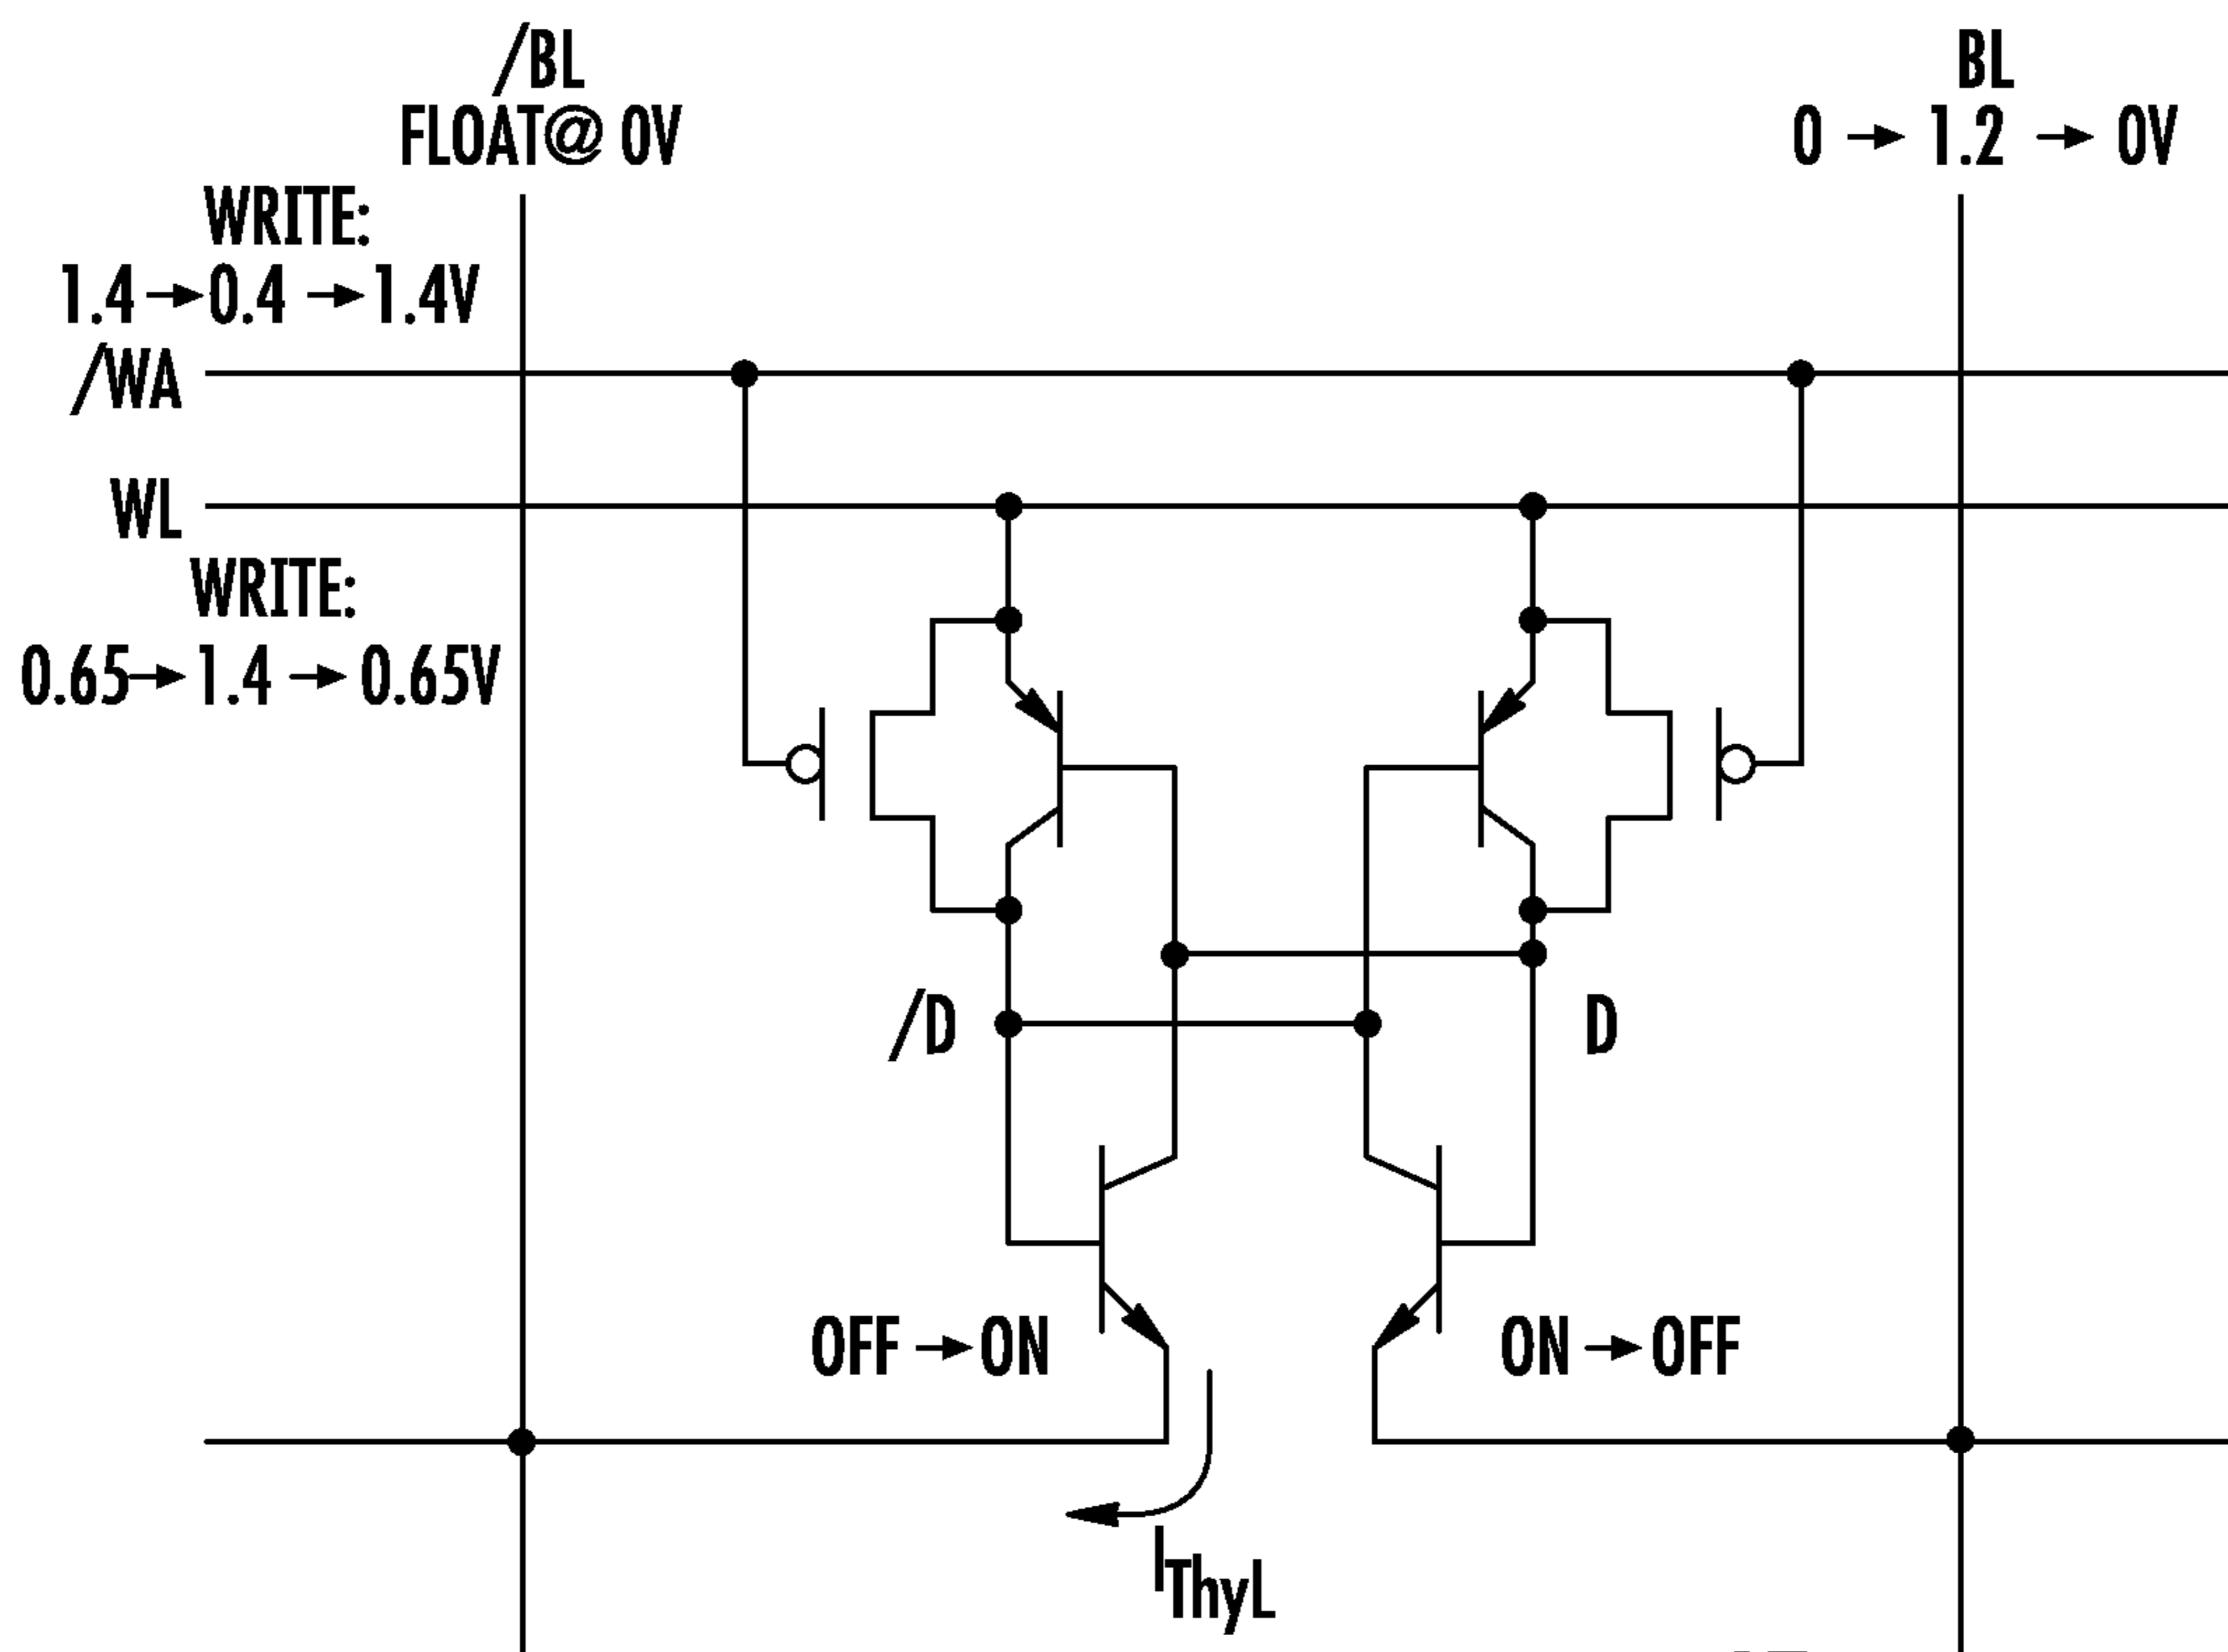 /BL
FLOAT@ 0V
BL
0 → 1.2 → 0V
WRITE:
1.4→0.4 →1.4V
/WA
WL
WRITE:
0.65→1.4 →0.65V
/D
D
OFF →ON
ON →OFF
IThyL